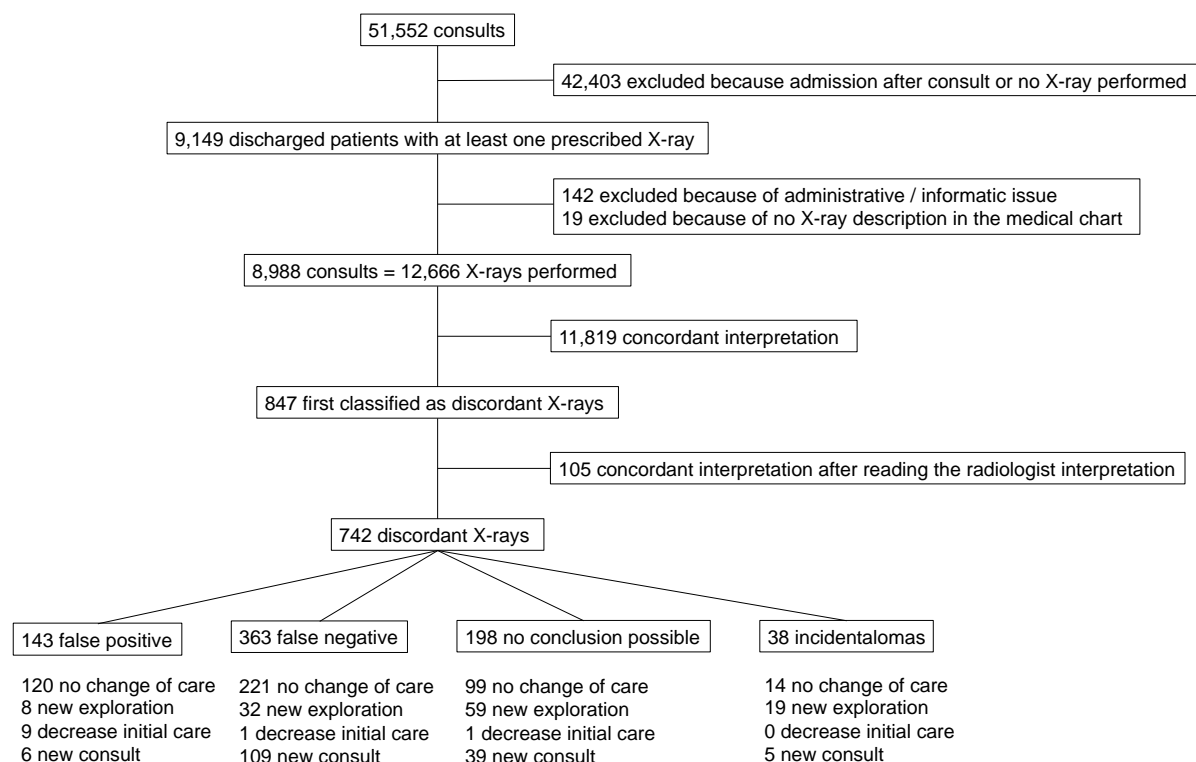 51,552 consults
42,403 excluded because admission after consult or no X-ray performed
9,149 discharged patients with at least one prescribed X-ray
142 excluded because of administrative / informatic issue
19 excluded because of no X-ray description in the medical chart
8,988 consults = 12,666 X-rays performed
11,819 concordant interpretation
847 first classified as discordant X-rays
105 concordant interpretation after reading the radiologist interpretation
742 discordant X-rays
143 false positive
120 no change of care
8 new exploration
9 decrease initial care
6 new consult
363 false negative
221 no change of care
32 new exploration
1 decrease initial care
109 new consult
198 no conclusion possible
99 no change of care
59 new exploration
1 decrease initial care
39 new consult
38 incidentalomas
14 no change of care
19 new exploration
0 decrease initial care
5 new consult